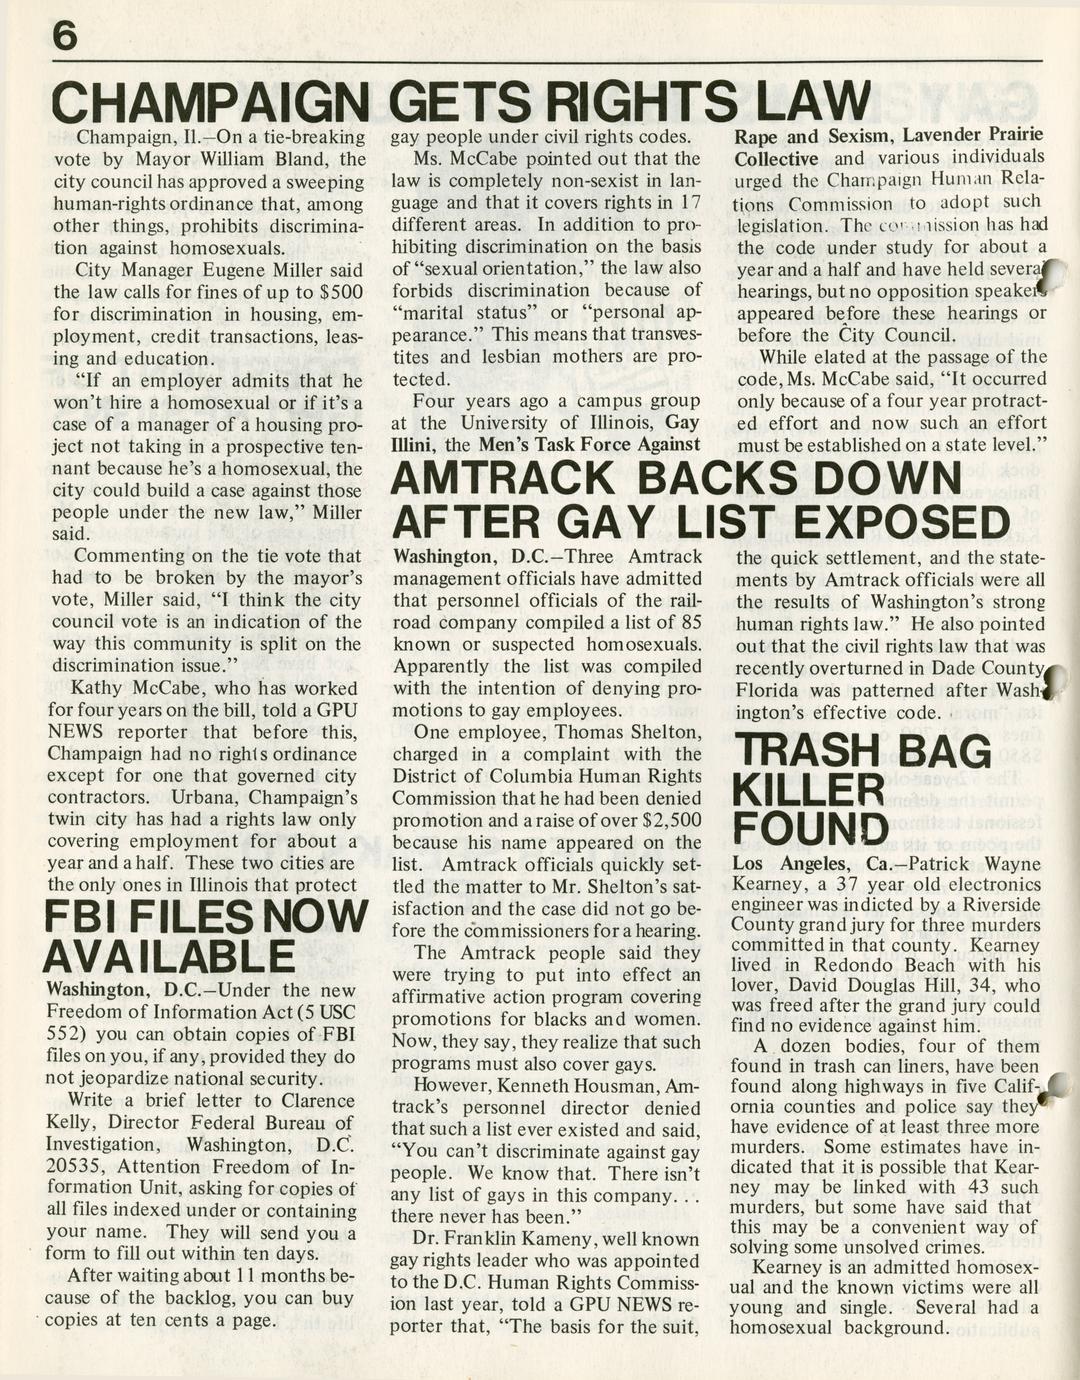 6
CHAMPAIGN GETS RIGHTS LAW
Champaign, Il.—On a tie-breaking
vote by Mayor William Bland, the
city council has approved a sweeping
human-rights ordinance that, among
other things, prohibits discrimina-
tion against homosexuals.
City Manager Eugene Miller said
the law calls for fines of up to $500
for discrimination in housing, em-
ployment, credit transactions, leas-
ing and education.
“If an employer admits that he
won’t hire a homosexual or if it’s a
case of a manager of a housing pro-
ject not taking in a prospective ten-
nant because he’s a homosexual, the
city could build a case against those
people under the new law,” Miller
said.
Commenting on the tie vote that
had to be broken by the mayor’s
vote, Miller said, “I think the city
council vote is an indication of the
way this community is split on the
discrimination issue.”
Kathy McCabe, who has worked
for four years on the bill, told a GPU
NEWS reporter that before this,
Champaign had no rights ordinance
except for one that governed city
contractors. Urbana, Champaign’s
twin city has had a rights law only
covering employment for about a
year and a half. These two cities are
the only ones in Illinois that protect
gay people under civil rights codes.
Ms. McCabe pointed out that the
law is completely non-sexist in lan-
guage and that it covers rights in 17
different areas. In addition to pro-
hibiting discrimination on the basis
of “sexual orientation,” the law also
forbids discrimination because of
“marital status” or “personal ap-
pearance.” This means that transves-
tites and lesbian mothers are pro-
tected.
Four years ago a campus group
at the University of Illinois, Gay
Illini, the Men’s Task Force Against
Rape and Sexism, Lavender Prairie
Collective and various individuals
urged the Champaign Human Rela-
tions Commission to adopt such
legislation. The commission has had
the code under study for about a
year and a half and have held several
hearings, but no opposition speakers
appeared before these hearings or
before the City Council.
While elated at the passage of the
code, Ms. McCabe said, “It occurred
only because of a four year protract-
ed effort and now such an effort
must be established on a state level.”
FBI FILES NOW
AVAILABLE
Washington, D.C.—Under the new
Freedom of Information Act (5 USC
552) you can obtain copies of FBI
files on you, if any, provided they do
not jeopardize national security.
Write a brief letter to Clarence
Kelly, Director Federal Bureau of
Investigation, Washington, D.C.
20535, Attention Freedom of In-
formation Unit, asking for copies of
all files indexed under or containing
your name. They will send you a
form to fill out within ten days.
After waiting about 11 months be-
cause of the backlog, you can buy
copies at ten cents a page.
AMTRACK BACKS DOWN
AFTER GAY LIST EXPOSED
Washington, D.C.—Three Amtrack
management officials have admitted
that personnel officials of the rail-
road company compiled a list of 85
known or suspected homosexuals.
Apparently the list was compiled
with the intention of denying pro-
motions to gay employees.
One employee, Thomas Shelton,
charged in a complaint with the
District of Columbia Human Rights
Commission that he had been denied
promotion and a raise of over $2,500
because his name appeared on the
list. Amtrack officials quickly set-
tled the matter to Mr. Shelton’s sat-
isfaction and the case did not go be-
fore the commissioners for a hearing.
The Amtrack people said they
were trying to put into effect an
affirmative action program covering
promotions for blacks and women.
Now, they say, they realize that such
programs must also cover gays.
However, Kenneth Housman, Am-
track’s personnel director denied
that such a list ever existed and said,
“You can’t discriminate against gay
people. We know that. There isn’t
any list of gays in this company. . .
there never has been.”
Dr. Franklin Kameny, well known
gay rights leader who was appointed
to the D.C. Human Rights Commiss-
ion last year, told a GPU NEWS re-
porter that, “The basis for the suit,
the quick settlement, and the state-
ments by Amtrack officials were all
the results of Washington’s strong
human rights law.” He also pointed
out that the civil rights law that was
recently overturned in Dade County,
Florida was patterned after Wash-
ington’s effective code.
TRASH BAG
KILLER
FOUND
Los Angeles, Ca.—Patrick Wayne
Kearney, a 37 year old electronics
engineer was indicted by a Riverside
County grand jury for three murders
committed in that county. Kearney
lived in Redondo Beach with his
lover, David Douglas Hill, 34, who
was freed after the grand jury could
find no evidence against him.
A dozen bodies, four of them
found in trash can liners, have been
found along highways in five Calif-
ornia counties and police say they
have evidence of at least three more
murders. Some estimates have in-
dicated that it is possible that Kear-
ney may be linked with 43 such
murders, but some have said that
this may be a convenient way of
solving some unsolved crimes.
Kearney is an admitted homosex-
ual and the known victims were all
young and single. Several had a
homosexual background.